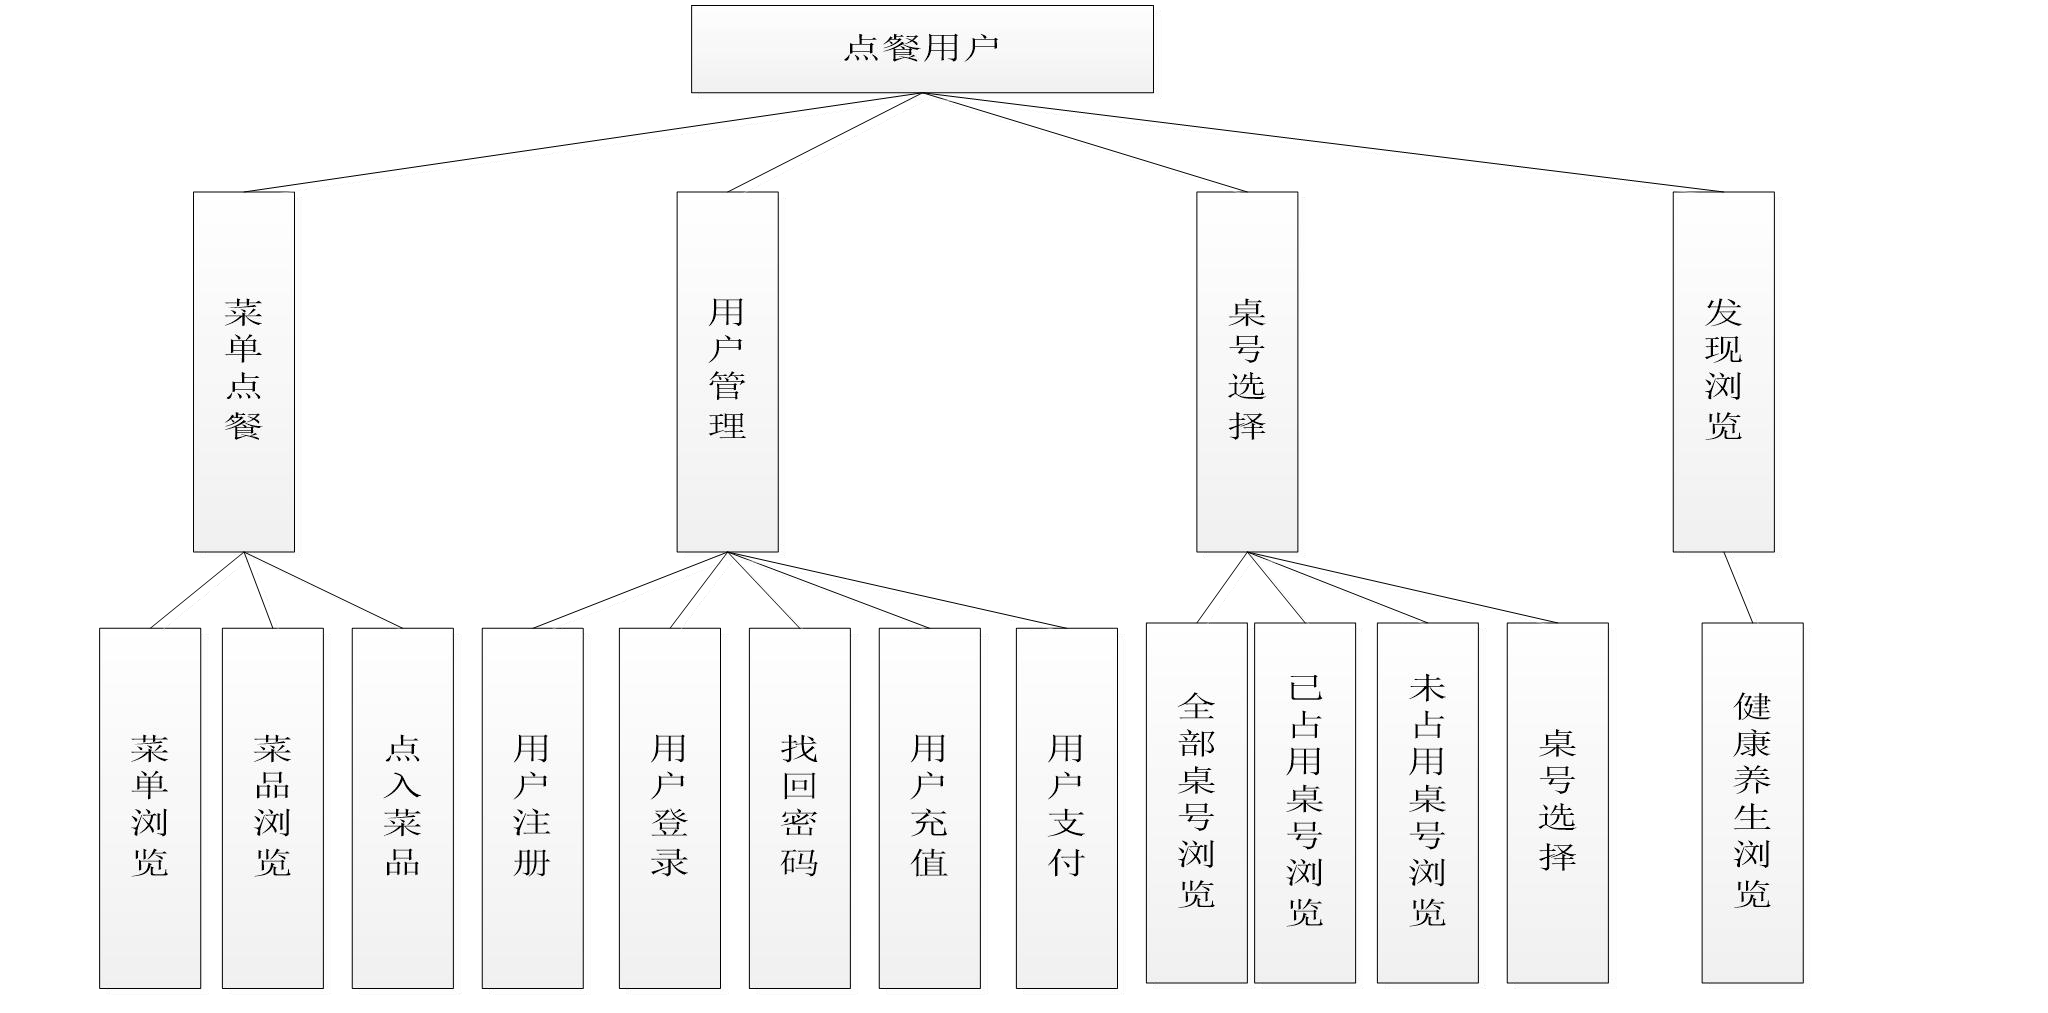 点餐用户
菜单点餐
用户管理
桌号选择
发现浏览
菜单浏览
菜品浏览
点入菜品
用户注册
用户登录
找回密码
用户充值
用户支付
全部桌号浏览
已占用桌号浏览
未占用桌号浏览
桌号选择
健康养生浏览